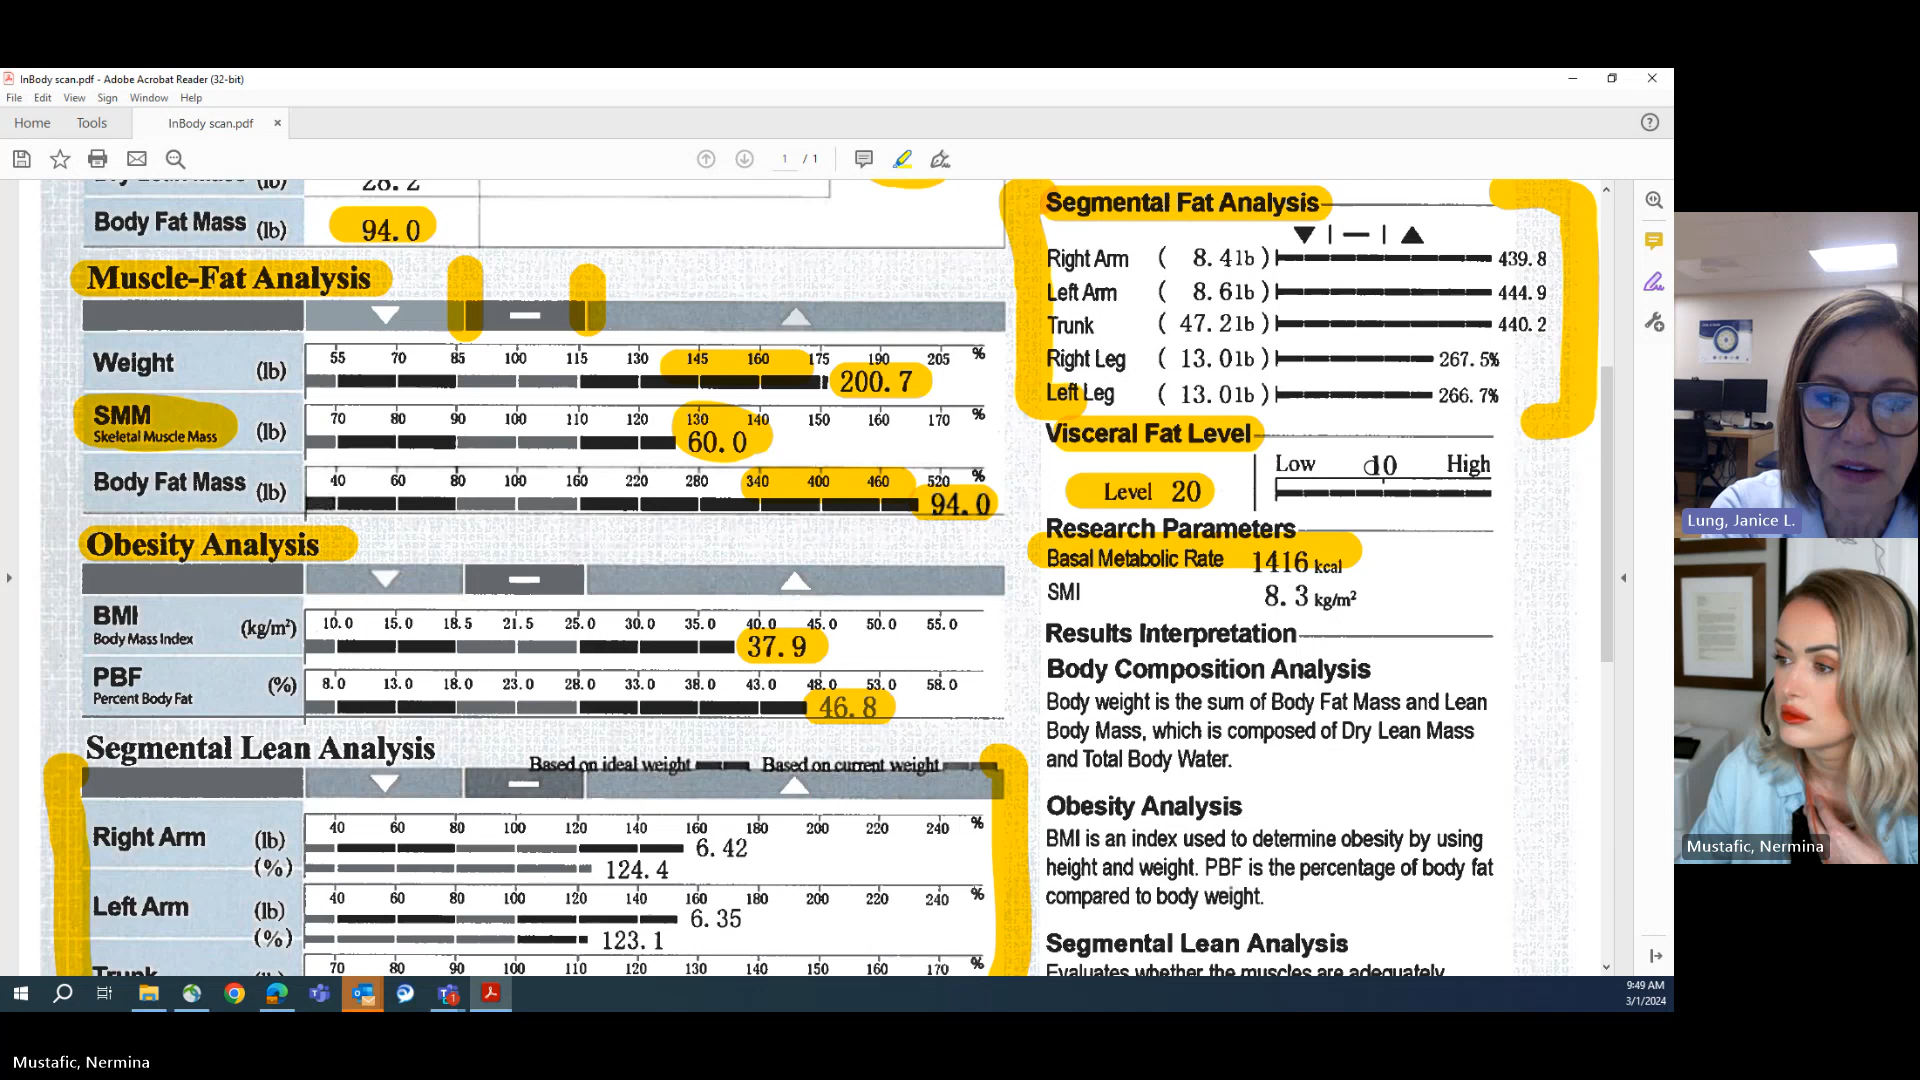 InBody scan.pdf - Adobe Acrobat Reader (32-bit)
File Edit View Sign Window Help
Home Tools InBody scan.pdf ×
1 / 1
(lb) 28.2
Body Fat Mass (lb) 94.0
Muscle-Fat Analysis
Weight (lb) 55 70 85 100 115 130 145 160 175 190 205 %
200.7
SMM (lb) 70 80 90 100 110 120 130 140 150 160 170 %
Skeletal Muscle Mass 60.0
Body Fat Mass (lb) 40 60 80 100 160 220 280 340 400 460 520 %
94.0
Obesity Analysis
BMI (kg/m²) 10.0 15.0 18.5 21.5 25.0 30.0 35.0 40.0 45.0 50.0 55.0
Body Mass Index 37.9
PBF (%) 8.0 13.0 18.0 23.0 28.0 33.0 38.0 43.0 48.0 53.0 58.0
Percent Body Fat 46.8
Segmental Lean Analysis
Based on ideal weight Based on current weight
Right Arm (lb) 40 60 80 100 120 140 160 180 200 220 240 %
6.42
(%) 124.4
Left Arm (lb) 40 60 80 100 120 140 160 180 200 220 240 %
6.35
(%) 123.1
Trunk (lb) 70 80 90 100 110 120 130 140 150 160 170 %
Segmental Fat Analysis
Right Arm ( 8.4lb ) 439.8
Left Arm ( 8.6lb ) 444.9
Trunk ( 47.2lb ) 440.2
Right Leg ( 13.0lb ) 267.5%
Left Leg ( 13.0lb ) 266.7%
Visceral Fat Level
Low 10 High
Level 20
Research Parameters
Basal Metabolic Rate 1416 kcal
SMI 8.3 kg/m²
Results Interpretation
Body Composition Analysis
Body weight is the sum of Body Fat Mass and Lean
Body Mass, which is composed of Dry Lean Mass
and Total Body Water.
Obesity Analysis
BMI is an index used to determine obesity by using
height and weight. PBF is the percentage of body fat
compared to body weight.
Segmental Lean Analysis
Evaluates whether the muscles are adequately
9:49 AM
3/1/2024
Lung, Janice L.
Mustafic, Nermina
Mustafic, Nermina